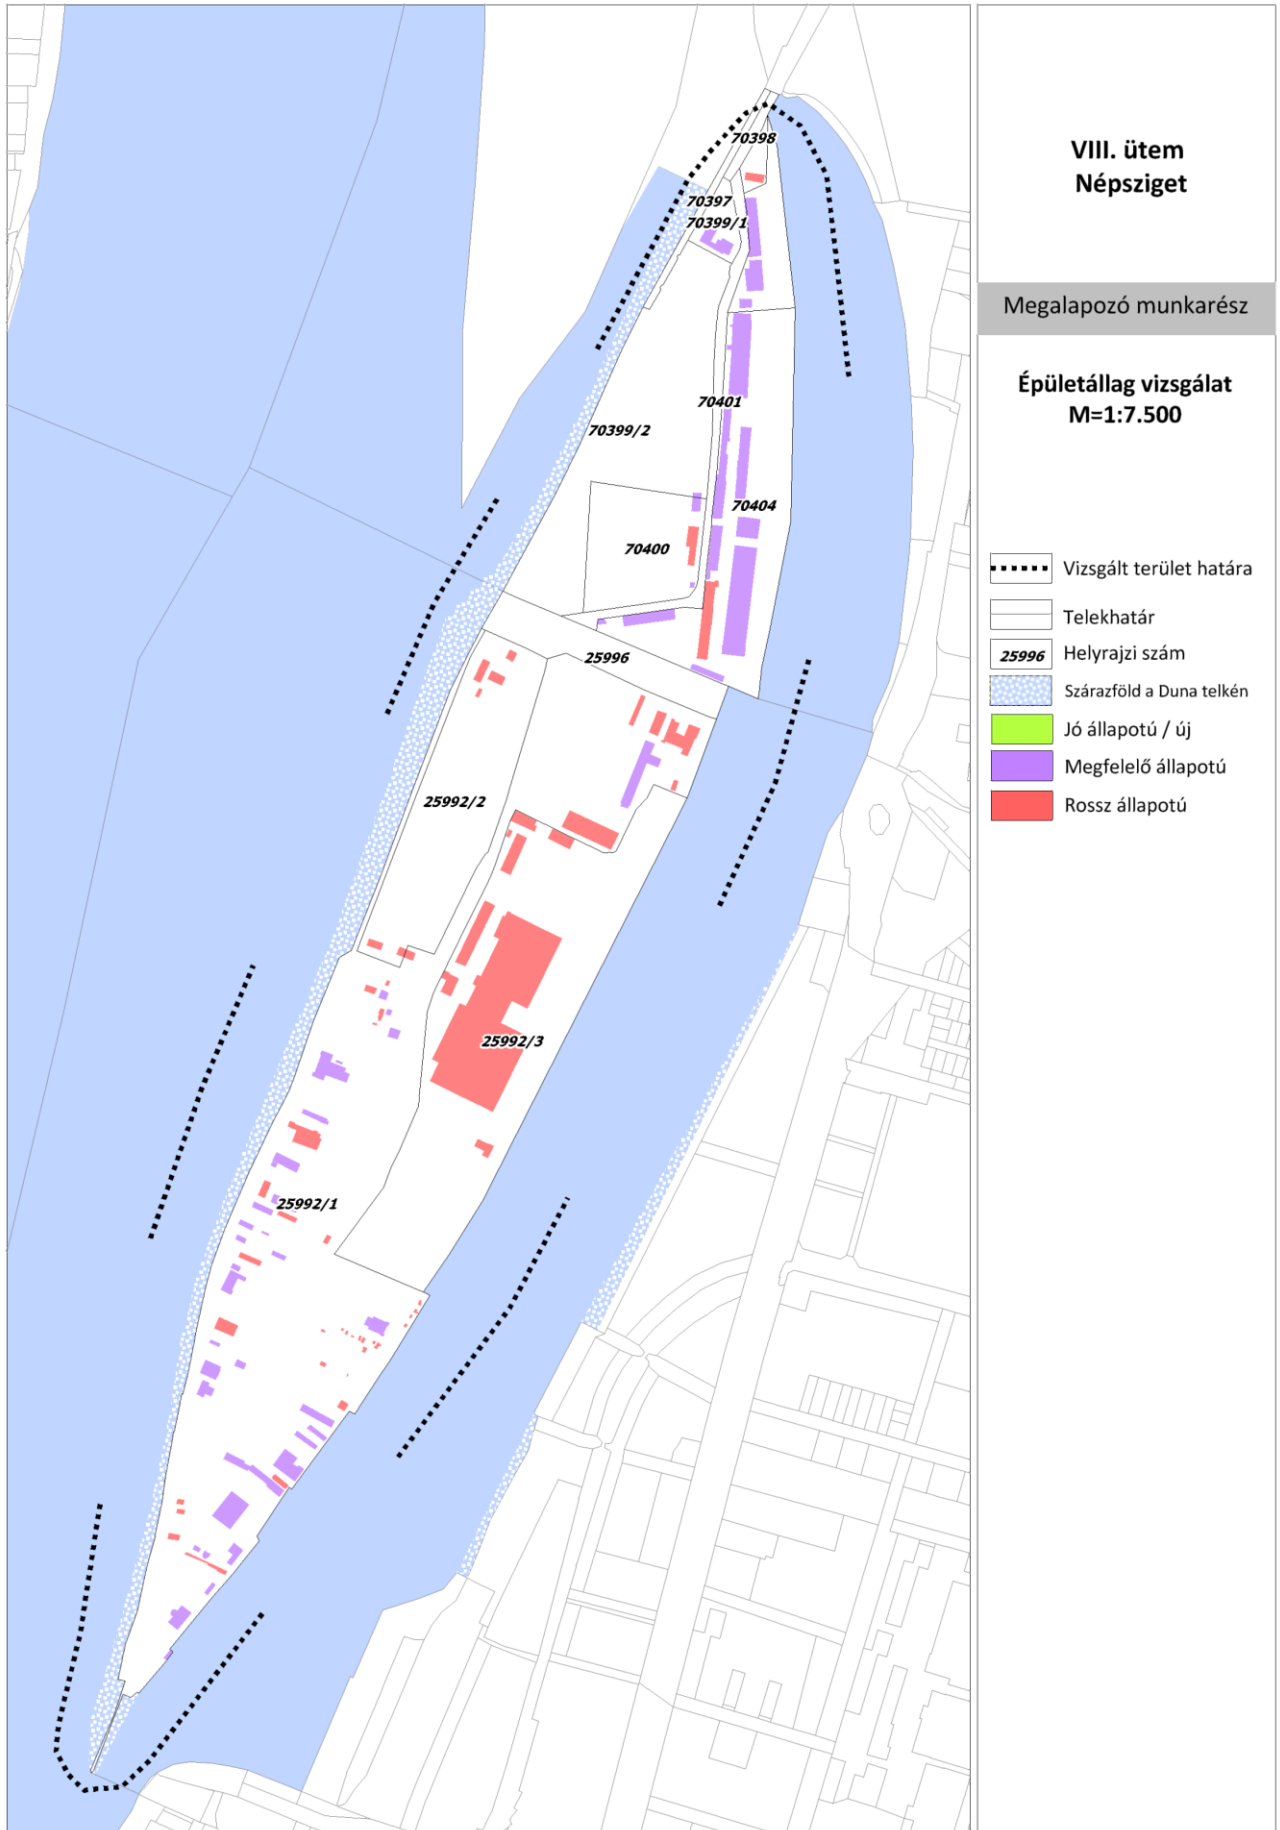 VIII. ütem
Népsziget
Megalapozó munkarész
Épületállag vizsgálat
M=1:7.500
Vizsgált terület határa
Telekhatár
25996 Helyrajzi szám
Szárazföld a Duna telkén
Jó állapotú / új
Megfelelő állapotú
Rossz állapotú
70398
70397
70399/1
70401
70399/2
70404
70400
25996
25992/2
25992/3
25992/1